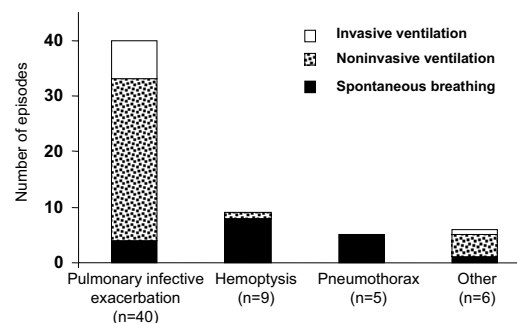 Number of episodes
40
30
20
10
0
Invasive ventilation
Noninvasive ventilation
Spontaneous breathing
Pulmonary infective
exacerbation
(n=40)
Hemoptysis
(n=9)
Pneumothorax
(n=5)
Other
(n=6)